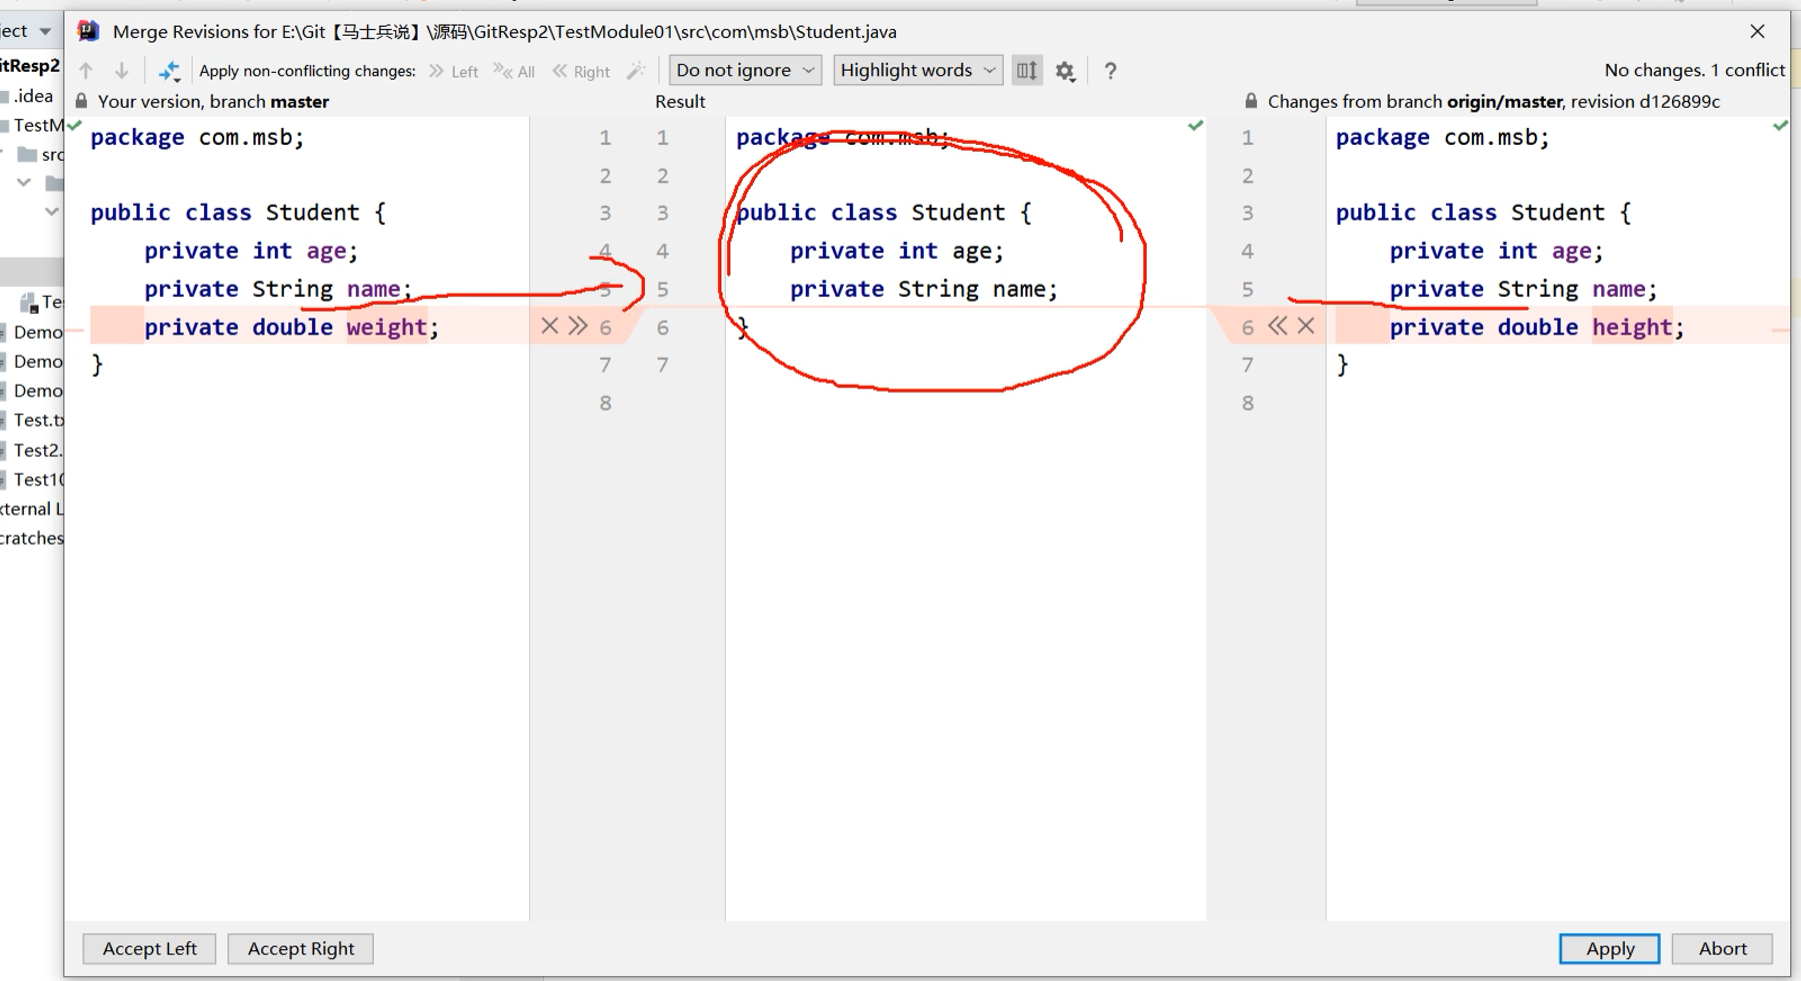 ject
Merge Revisions for E:\Git【马士兵说】\源码\GitResp2\TestModule01\src\com\msb\Student.java
Apply non-conflicting changes: Left All Right Do not ignore Highlight words ? No changes. 1 conflict
Your version, branch master Result Changes from branch origin/master, revision d126899c
itResp2
.idea
TestM
src
Tes
Demo
Demo
Demo
Test.tx
Test2.
Test10
xternal L
cratches
package com.msb;
public class Student {
private int age;
private String name;
private double weight;
}
1 1
2 2
3 3
4 4
5 5
6 6
7 7
8
package com.msb;
public class Student {
private int age;
private String name;
}
1
2
3
4
5
6
7
8
package com.msb;
public class Student {
private int age;
private String name;
private double height;
}
Accept Left Accept Right Apply Abort